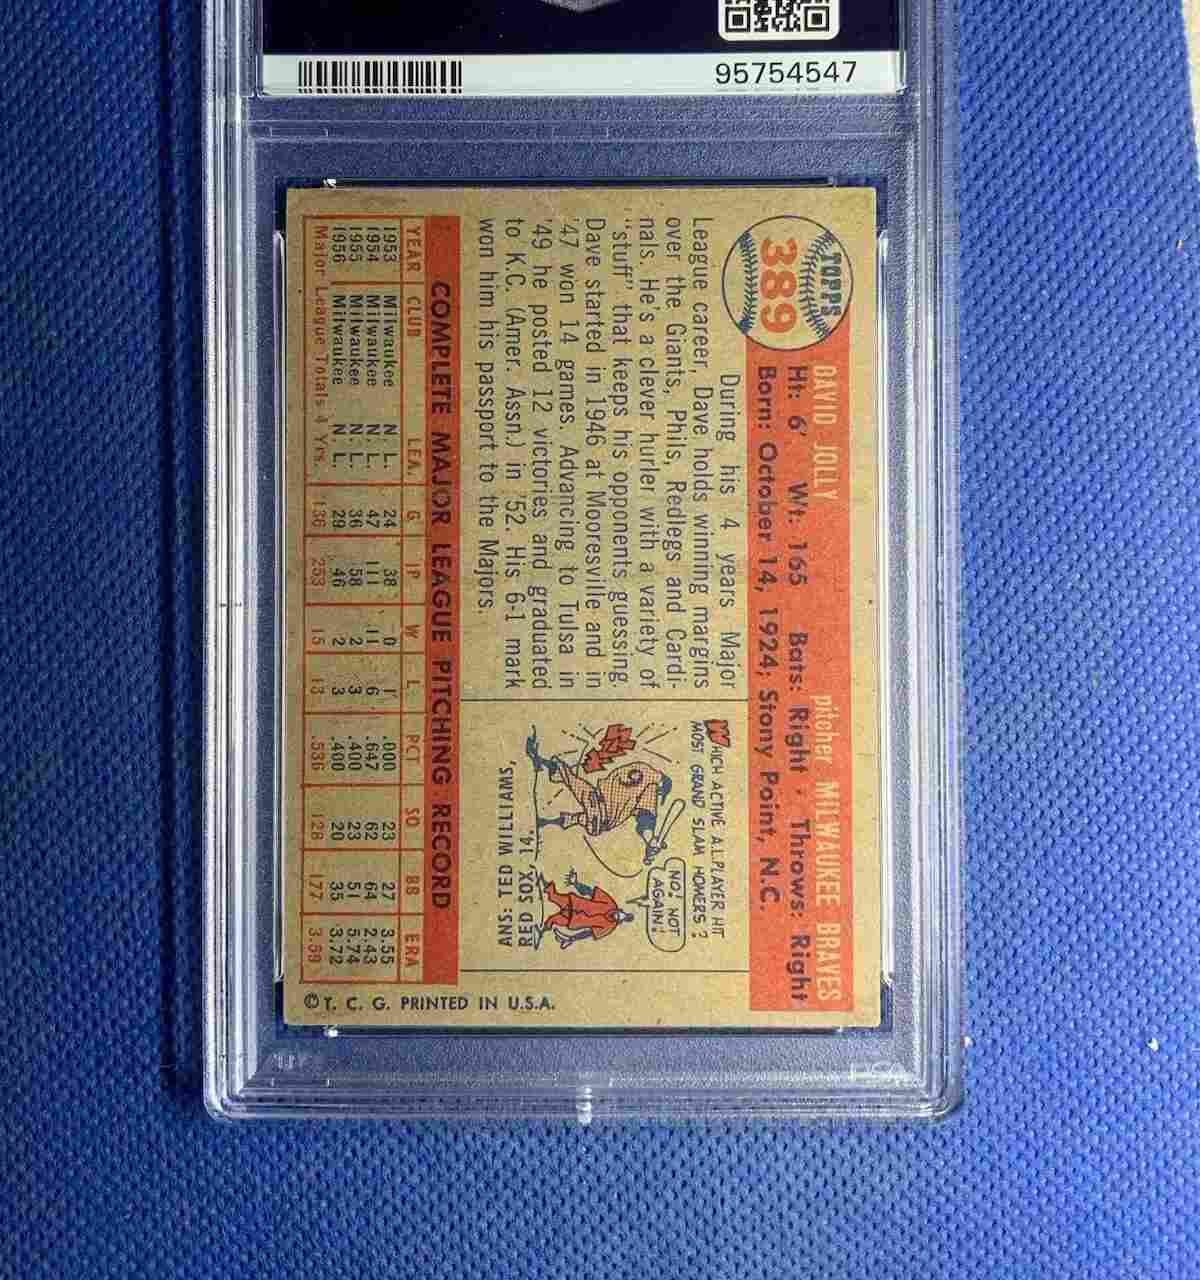 95754547
TOPPS
389
DAVID JOLLY pitcher MILWAUKEE BRAVES
Ht: 6' Wt: 165 Bats: Right · Throws: Right
Born: October 14, 1924; Stony Point, N.C.
During his 4 years Major
League career, Dave holds winning margins
over the Giants, Phils, Redlegs and Cardi-
nals. He's a clever hurler with a variety of
"stuff" that keeps his opponents guessing.
Dave started in 1946 at Mooresville and in
'47 won 14 games. Advancing to Tulsa in
'49 he posted 12 victories and graduated
to K.C. (Amer. Assn.) in '52. His 6-1 mark
won him his passport to the Majors.
WHICH ACTIVE A.L. PLAYER HIT
MOST GRAND SLAM HOMERS?
NO! NOT
AGAIN!
9
ANS: TED WILLIAMS,
RED SOX, 14.
COMPLETE MAJOR LEAGUE PITCHING RECORD
YEAR CLUB LEA. G IP W L PCT SO BB ERA
1953 Milwaukee N. L. 24 38 0 1 .000 23 27 3.55
1954 Milwaukee N. L. 47 111 11 6 .647 62 64 2.43
1955 Milwaukee N. L. 36 58 2 3 .400 23 51 5.74
1956 Milwaukee N. L. 29 46 2 3 .400 20 35 3.72
Major League Totals 4 Yrs. 136 253 15 13 .536 128 177 3.59
© T. C. G. PRINTED IN U.S.A.